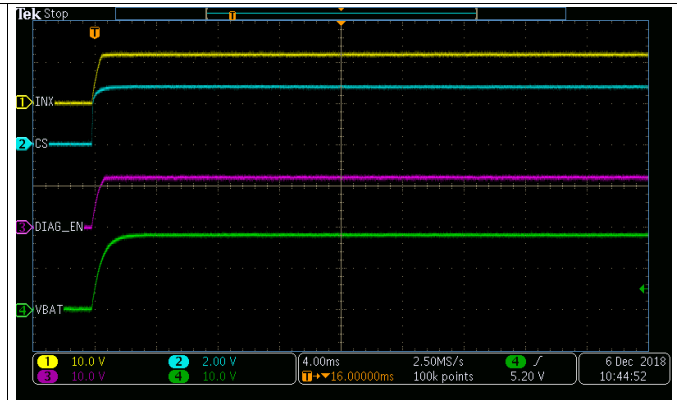 Tek Stop
T
T
1 INX
2 CS
3 DIAG_EN
4 VBAT
1 10.0 V 2 2.00 V 4.00ms 2.50MS/s 4 6 Dec 2018
3 10.0 V 4 10.0 V T→▼16.00000ms 100k points 5.20 V 10:44:52